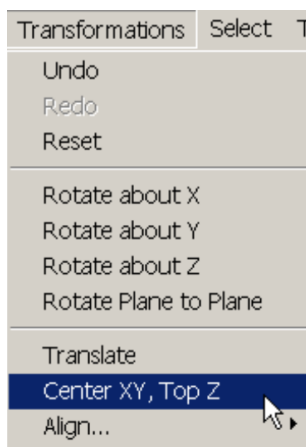 Transformations Select
Undo
Redo
Reset
Rotate about X
Rotate about Y
Rotate about Z
Rotate Plane to Plane
Translate
Center XY, Top Z
Align...